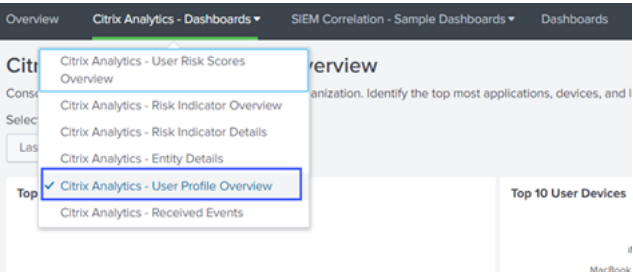 Overview Citrix Analytics - Dashboards▾ SIEM Correlation - Sample Dashboards▾ Dashboards
Citr
Citrix Analytics - User Risk Scores
Overview
erview
Cons
anization. Identify the top most applications, devices, and l
Citrix Analytics - Risk Indicator Overview
Selec
Citrix Analytics - Risk Indicator Details
Las
Citrix Analytics - Entity Details
Top
✓ Citrix Analytics - User Profile Overview
Top 10 User Devices
Citrix Analytics - Received Events
MacBook